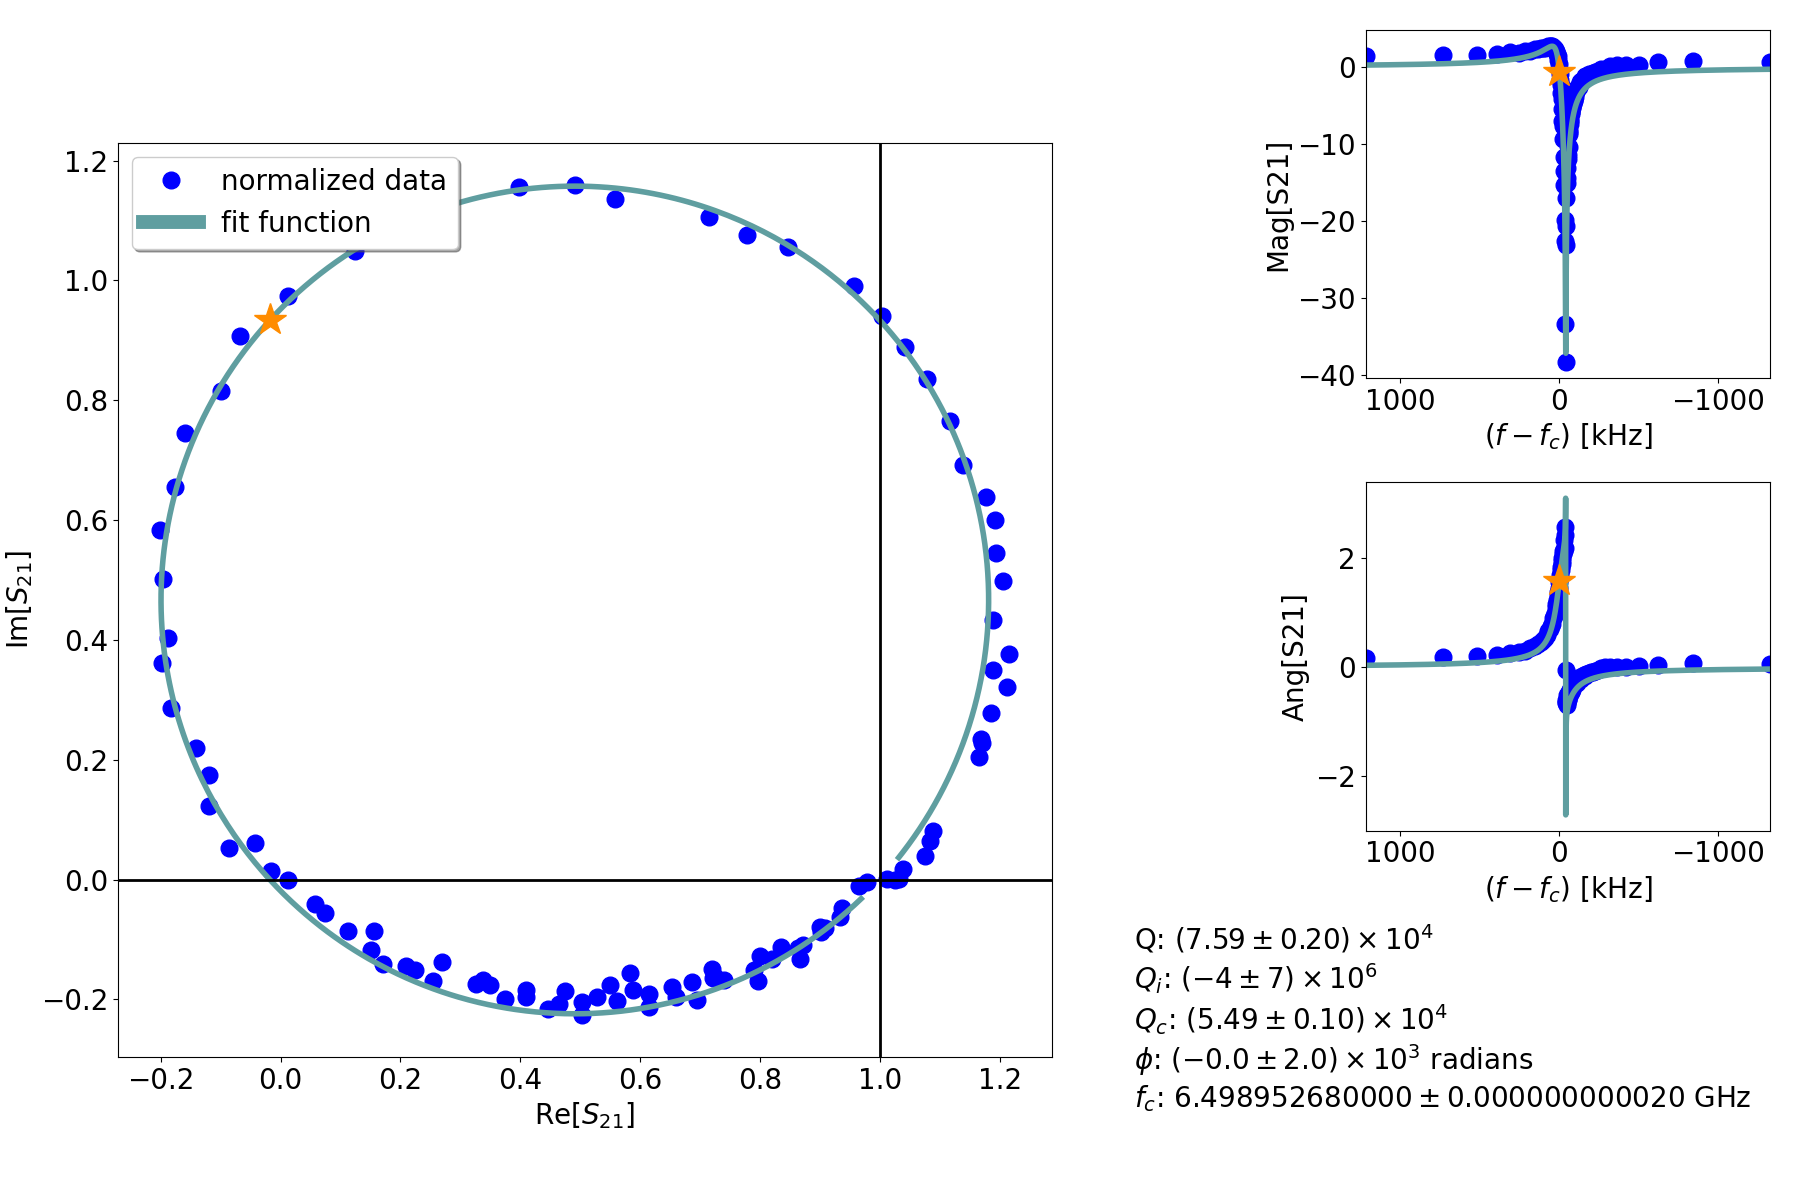 normalized data
fit function
1.2
1.0
0.8
0.6
0.4
0.2
0.0
−0.2
Im[S21]
−0.2 0.0 0.2 0.4 0.6 0.8 1.0 1.2
Re[S21]
0
−10
−20
−30
−40
Mag[S21]
1000 0 −1000
(f − fc) [kHz]
2
0
−2
Ang[S21]
1000 0 −1000
(f − fc) [kHz]
Q: (7.59 ± 0.20) × 10^4
Qi: (−4 ± 7) × 10^6
Qc: (5.49 ± 0.10) × 10^4
ϕ: (−0.0 ± 2.0) × 10^3 radians
fc: 6.498952680000 ± 0.000000000020 GHz